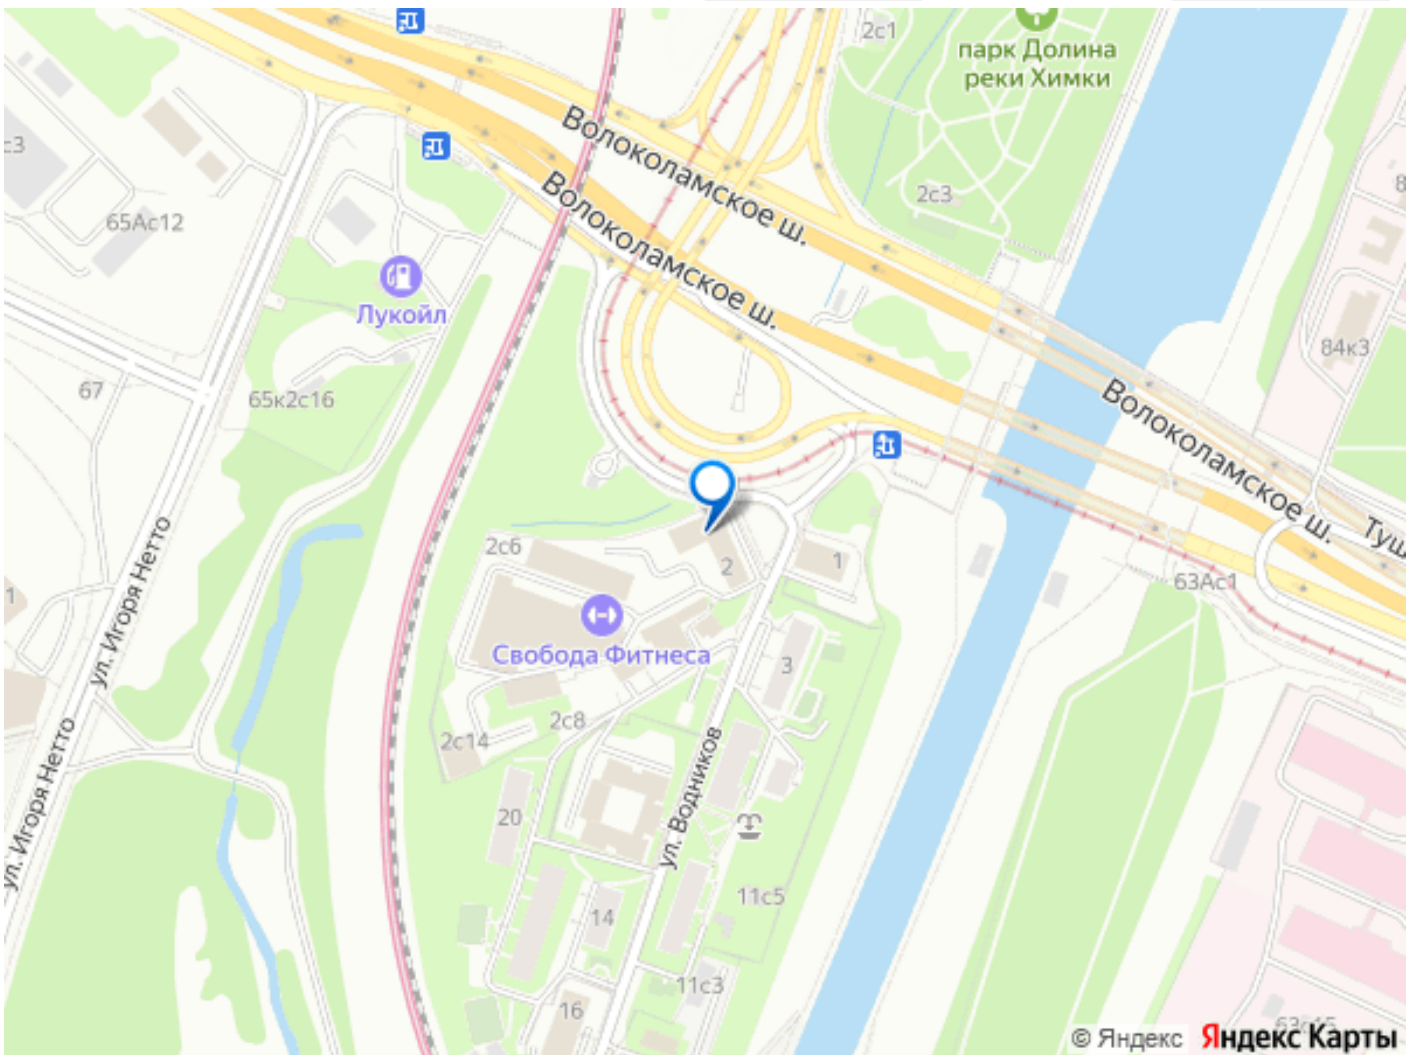 2с1
парк Долина
реки Химки
Волоколамское ш.
с3
2с3
65Ас12
Волоколамское ш.
Лукойл
84к3
67
65к2с16
Волоколамское ш.
Туш
ул. Игоря Нетто
2с6
2
1
63Ас1
1
Свобода Фитнеса
3
2с8
2с14
ул. Игоря Нетто
ул. Водников
20
11с5
14
11с3
16
© Яндекс Яндекс Карты